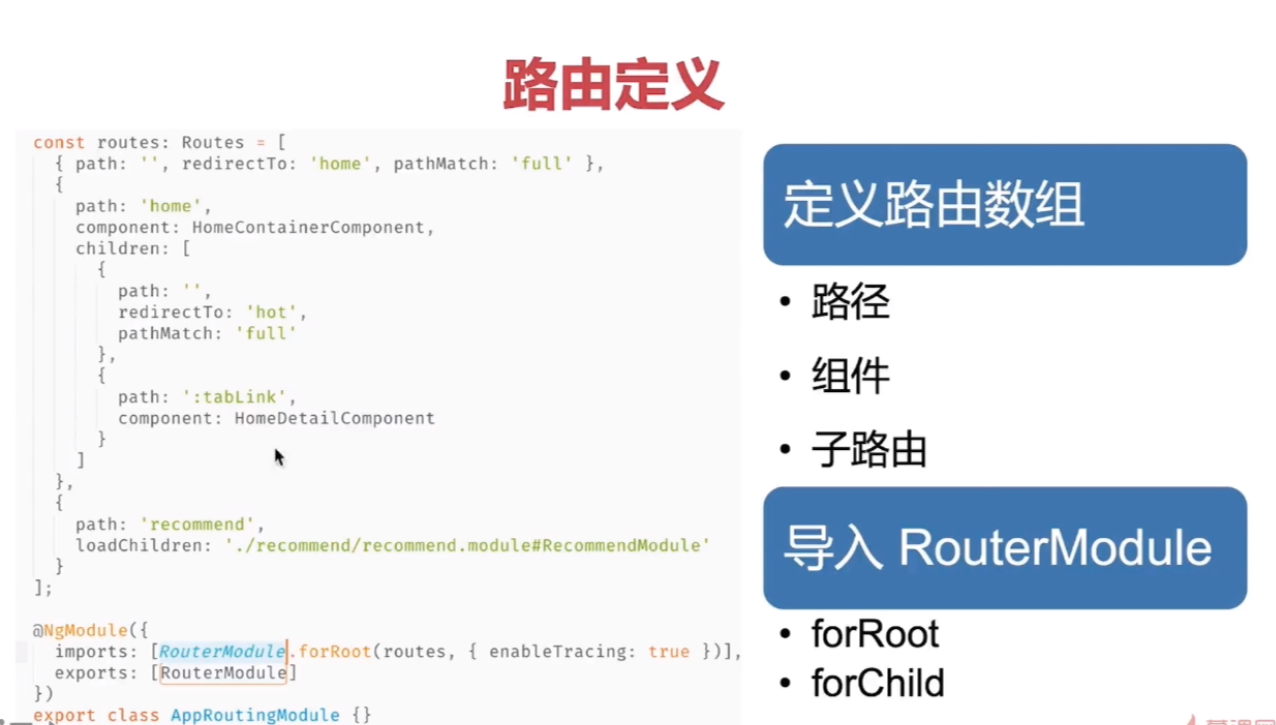 路由定义
const routes: Routes = [
{ path: '', redirectTo: 'home', pathMatch: 'full' },
{
path: 'home',
component: HomeContainerComponent,
children: [
{
path: '',
redirectTo: 'hot',
pathMatch: 'full'
},
{
path: ':tabLink',
component: HomeDetailComponent
}
]
},
{
path: 'recommend',
loadChildren: './recommend/recommend.module#RecommendModule'
}
];
@NgModule({
imports: [RouterModule.forRoot(routes, { enableTracing: true })],
exports: [RouterModule]
})
export class AppRoutingModule {}
定义路由数组
• 路径
• 组件
• 子路由
导入 RouterModule
• forRoot
• forChild